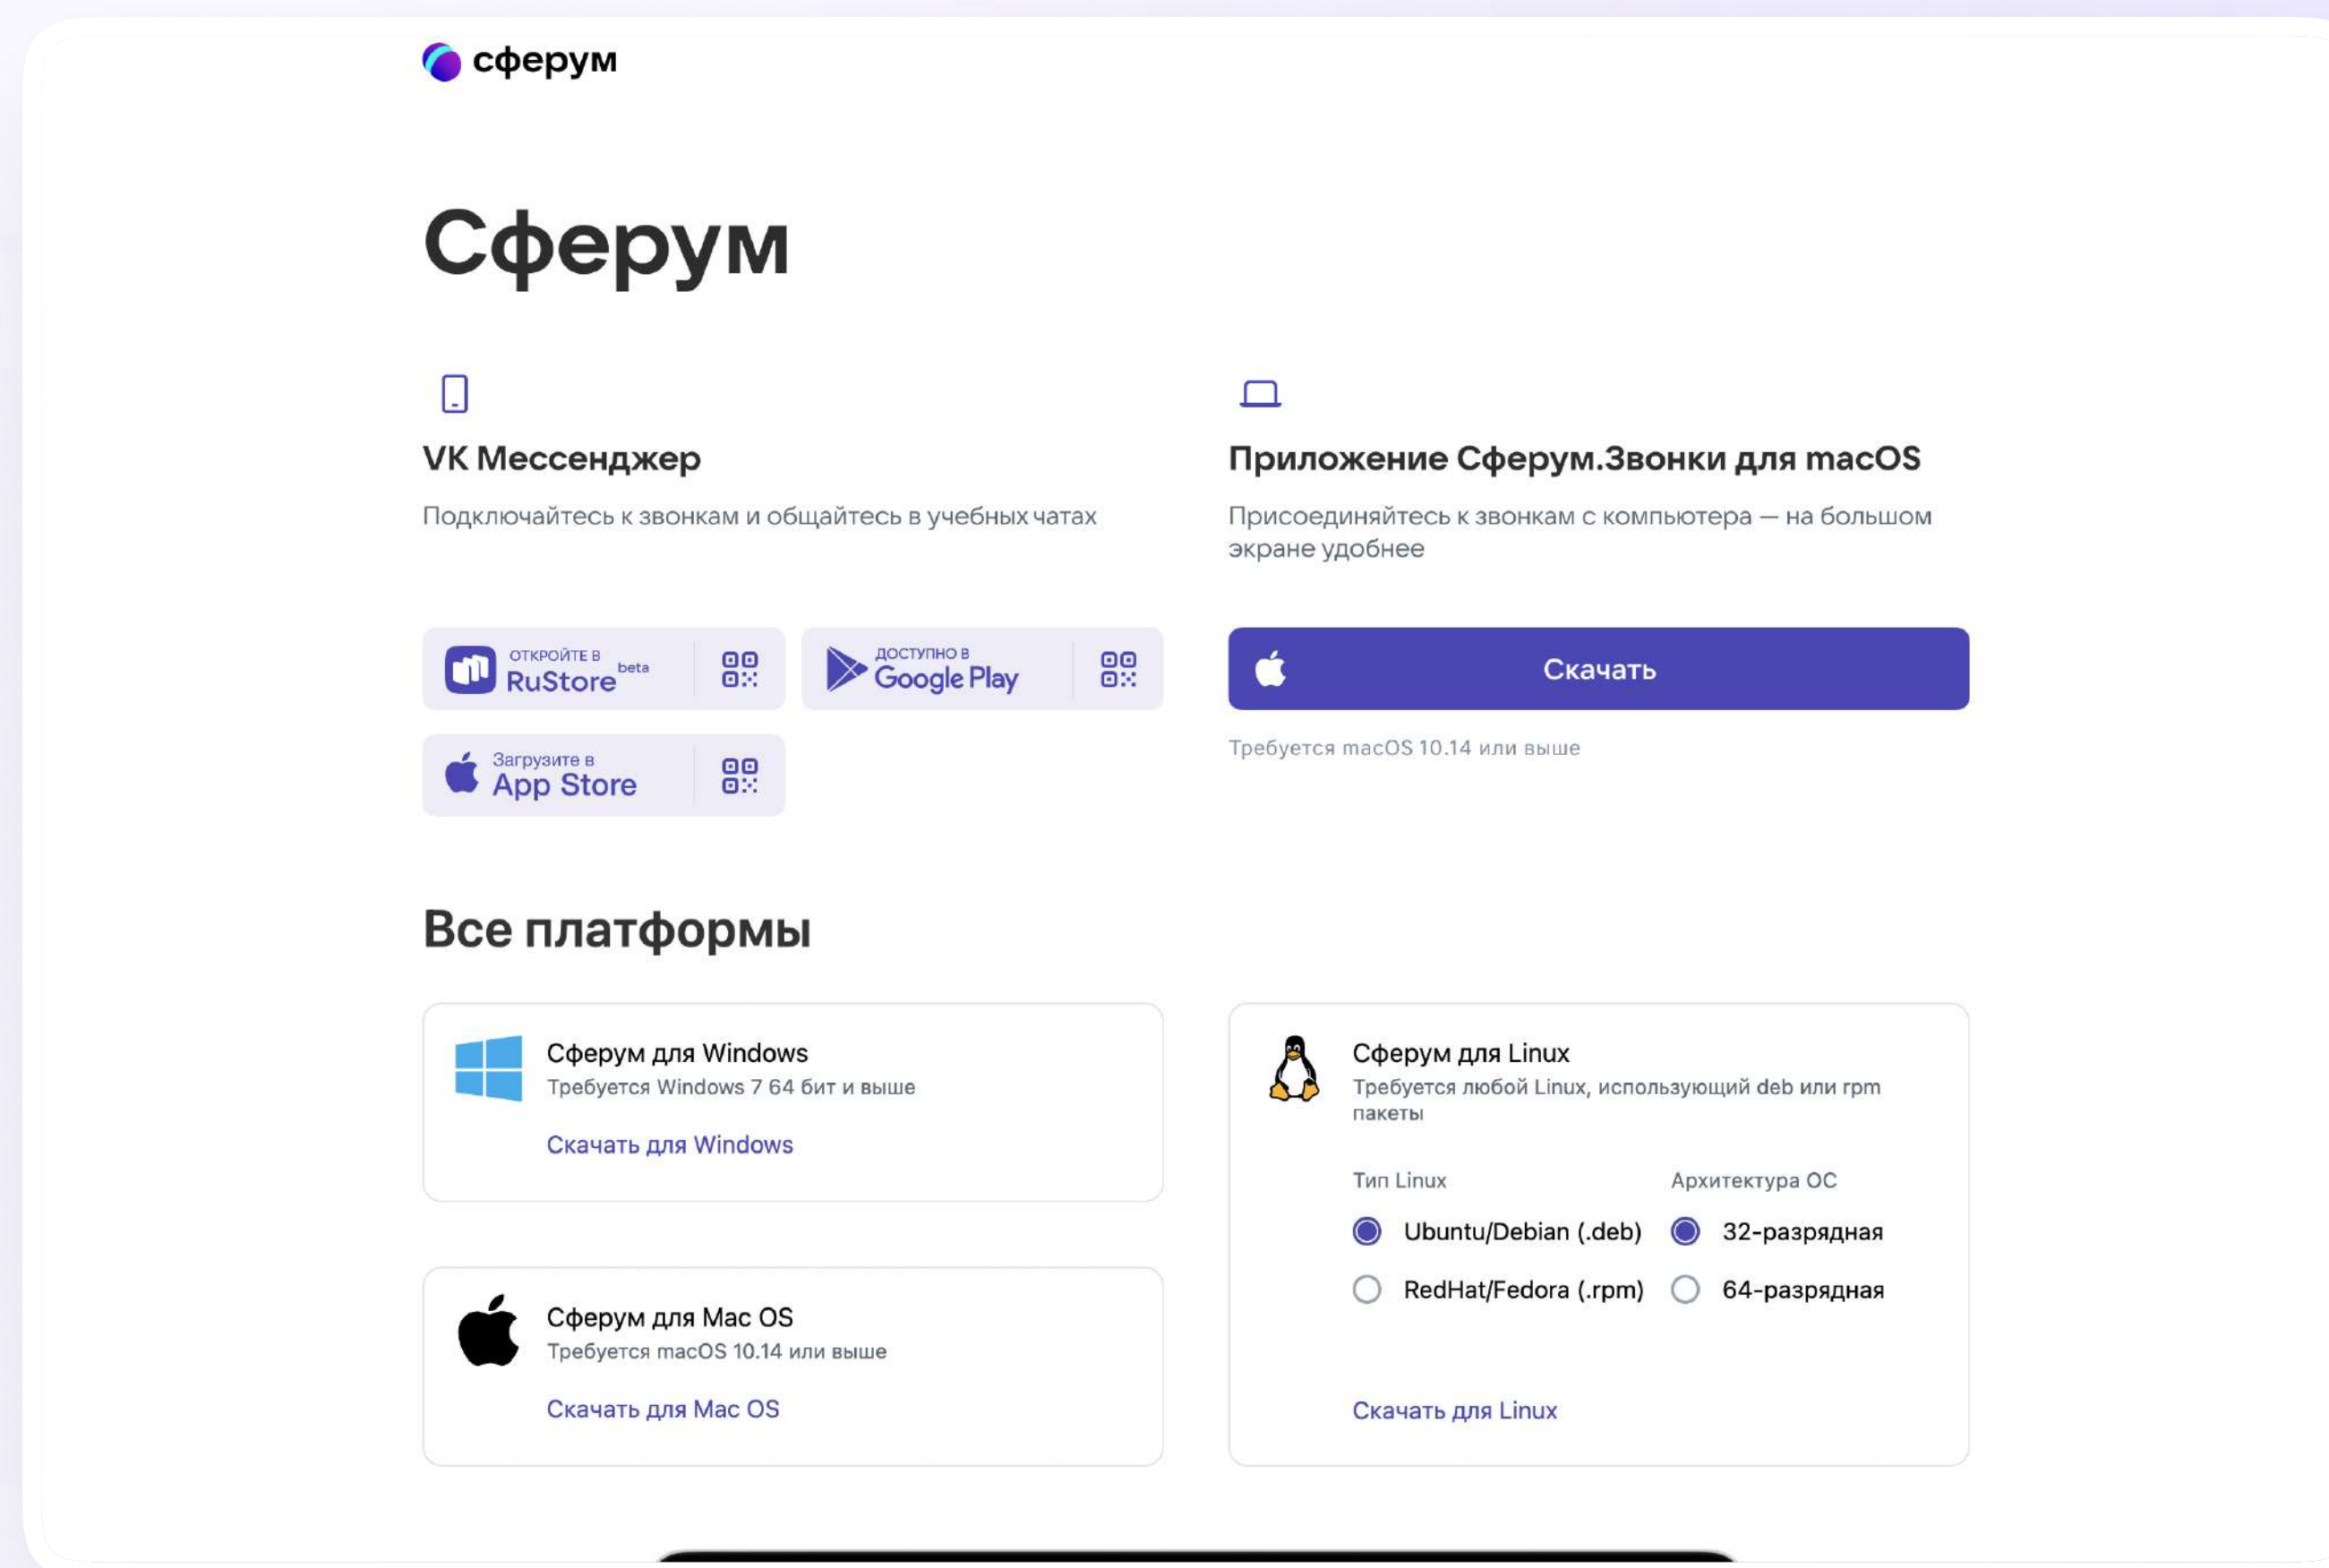 сферум
Сферум
VK Мессенджер
Подключайтесь к звонкам и общайтесь в учебных чатах
ОТКРОЙТЕ В
RuStore beta
ДОСТУПНО В
Google Play
Загрузите в
App Store
Приложение Сферум.Звонки для macOS
Присоединяйтесь к звонкам с компьютера — на большом
экране удобнее
Скачать
Требуется macOS 10.14 или выше
Все платформы
Сферум для Windows
Требуется Windows 7 64 бит и выше
Скачать для Windows
Сферум для Mac OS
Требуется macOS 10.14 или выше
Скачать для Mac OS
Сферум для Linux
Требуется любой Linux, использующий deb или rpm
пакеты
Тип Linux
Архитектура ОС
Ubuntu/Debian (.deb)
32-разрядная
RedHat/Fedora (.rpm)
64-разрядная
Скачать для Linux